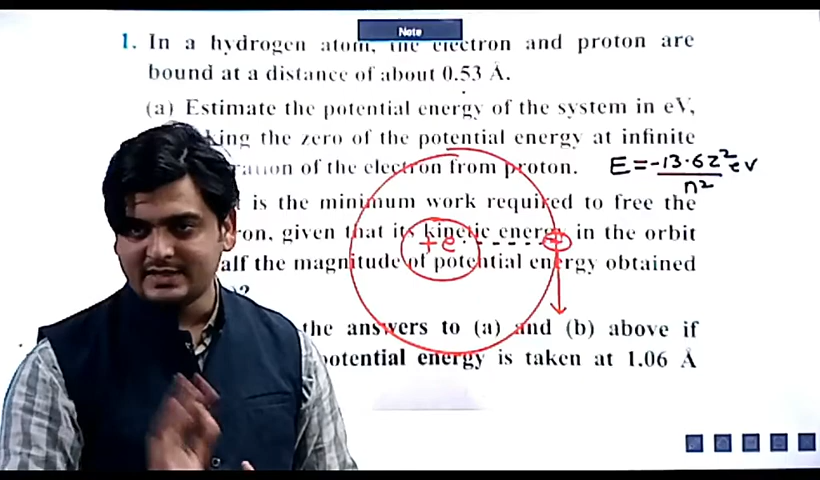 Note
1. In a hydrogen atom, the electron and proton are
bound at a distance of about 0.53 Å.
(a) Estimate the potential energy of the system in eV,
king the zero of the potential energy at infinite
ration of the electron from proton.
E = -13.6Z² eV
n²
is the minimum work required to free the
ron, given that its kinetic energy in the orbit
+e
alf the magnitude of potential energy obtained
)?
the answers to (a) and (b) above if
potential energy is taken at 1.06 Å